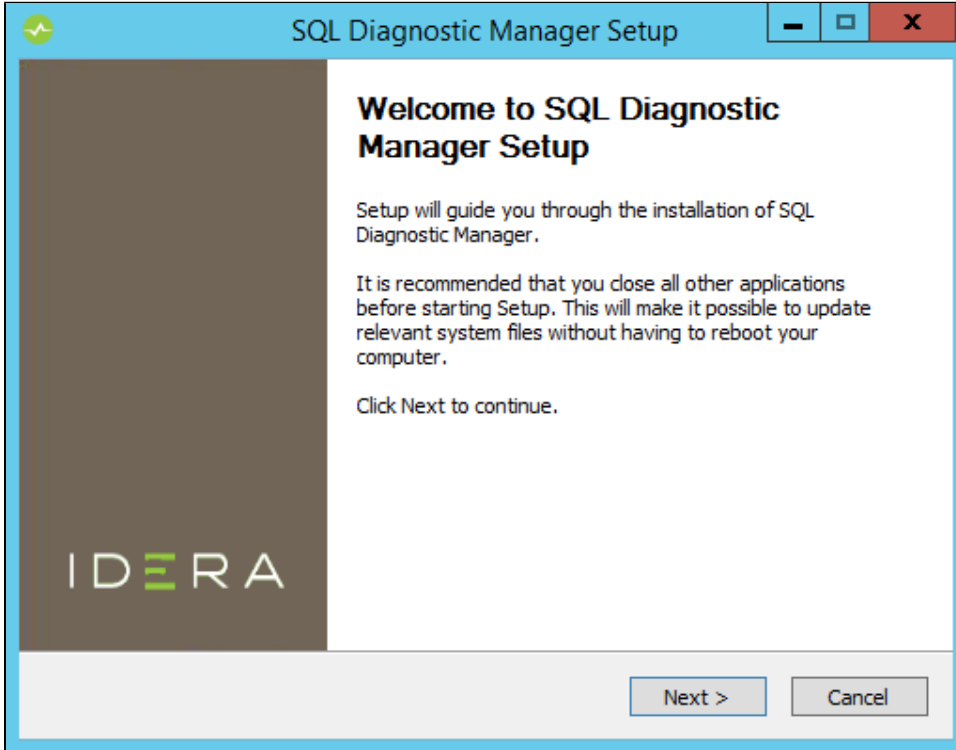 SQL Diagnostic Manager Setup
Welcome to SQL Diagnostic
Manager Setup
Setup will guide you through the installation of SQL
Diagnostic Manager.
It is recommended that you close all other applications
before starting Setup. This will make it possible to update
relevant system files without having to reboot your
computer.
Click Next to continue.
IDERA
Next >
Cancel